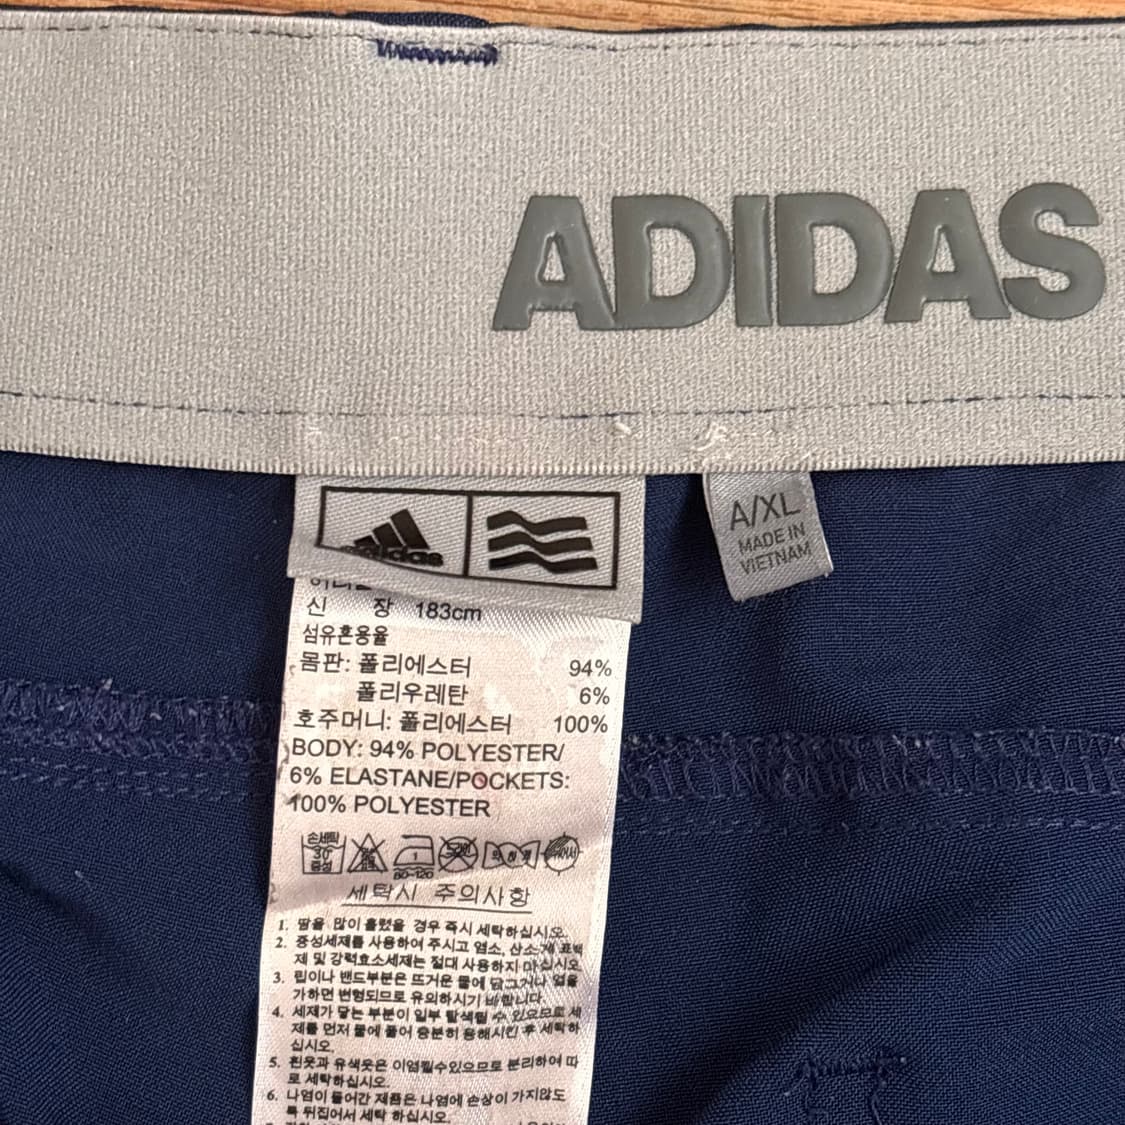 ADIDAS
adidas
A/XL
MADE IN
VIETNAM
신 장 183cm
섬유혼용율
몸판: 폴리에스터 94%
폴리우레탄 6%
호주머니: 폴리에스터 100%
BODY: 94% POLYESTER/
6% ELASTANE/POCKETS:
100% POLYESTER
손세탁
30°
중성
1
80~120
세탁시 주의사항
1. 땀을 많이 흘렸을 경우 즉시 세탁하십시오.
2. 중성세제를 사용하여 주시고 염소, 산소계 표백
제 및 강력효소세제는 절대 사용하지 마십시오
3. 립이나 밴드부분은 뜨거운 물에 담그거나 열을
가하면 변형되므로 유의하시기 바랍니다.
4. 세제가 닿는 부분이 일부 탈색될 수 있으므로 세
제를 먼저 물에 풀어 충분히 용해시킨 후 세탁하
십시오.
5. 흰옷과 유색옷은 이염될수있으므로 분리하여 따
로 세탁하십시오.
6. 나염이 들어간 제품은 나염에 손상이 가지않도
록 뒤집어서 세탁 하십시오.